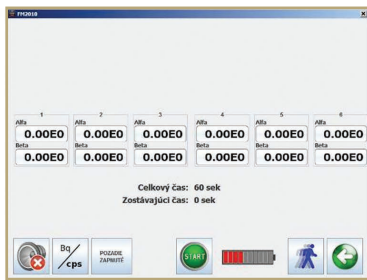 FM2010
1 2 3 4 5 6
Alfa Alfa Alfa Alfa Alfa Alfa
0.00E0 0.00E0 0.00E0 0.00E0 0.00E0 0.00E0
Beta Beta Beta Beta Beta Beta
0.00E0 0.00E0 0.00E0 0.00E0 0.00E0 0.00E0
Celkový čas: 60 sek
Zostávajúci čas: 0 sek
Bq/cps
POZADIE
ZAPNUTÉ
START